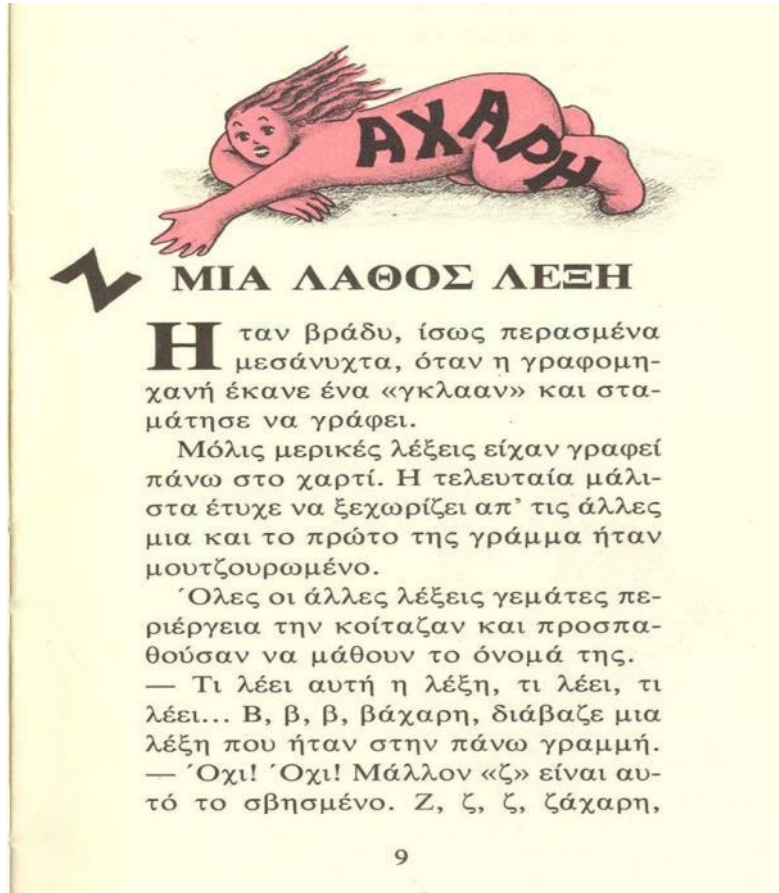 ΑΧΑΡΗ
Ζ
ΜΙΑ ΛΑΘΟΣ ΛΕΞΗ
Ηταν βράδυ, ίσως περασμένα
μεσάνυχτα, όταν η γραφομη-
χανή έκανε ένα «γκλααν» και στα-
μάτησε να γράφει.
Μόλις μερικές λέξεις είχαν γραφεί
πάνω στο χαρτί. Η τελευταία μάλι-
στα έτυχε να ξεχωρίζει απ’ τις άλλες
μια και το πρώτο της γράμμα ήταν
μουτζουρωμένο.
Όλες οι άλλες λέξεις γεμάτες πε-
ριέργεια την κοίταζαν και προσπα-
θούσαν να μάθουν το όνομά της.
— Τι λέει αυτή η λέξη, τι λέει, τι
λέει... Β, β, β, βάχαρη, διάβαζε μια
λέξη που ήταν στην πάνω γραμμή.
— Όχι! Όχι! Μάλλον «ζ» είναι αυ-
τό το σβησμένο. Ζ, ζ, ζ, ζάχαρη,
9